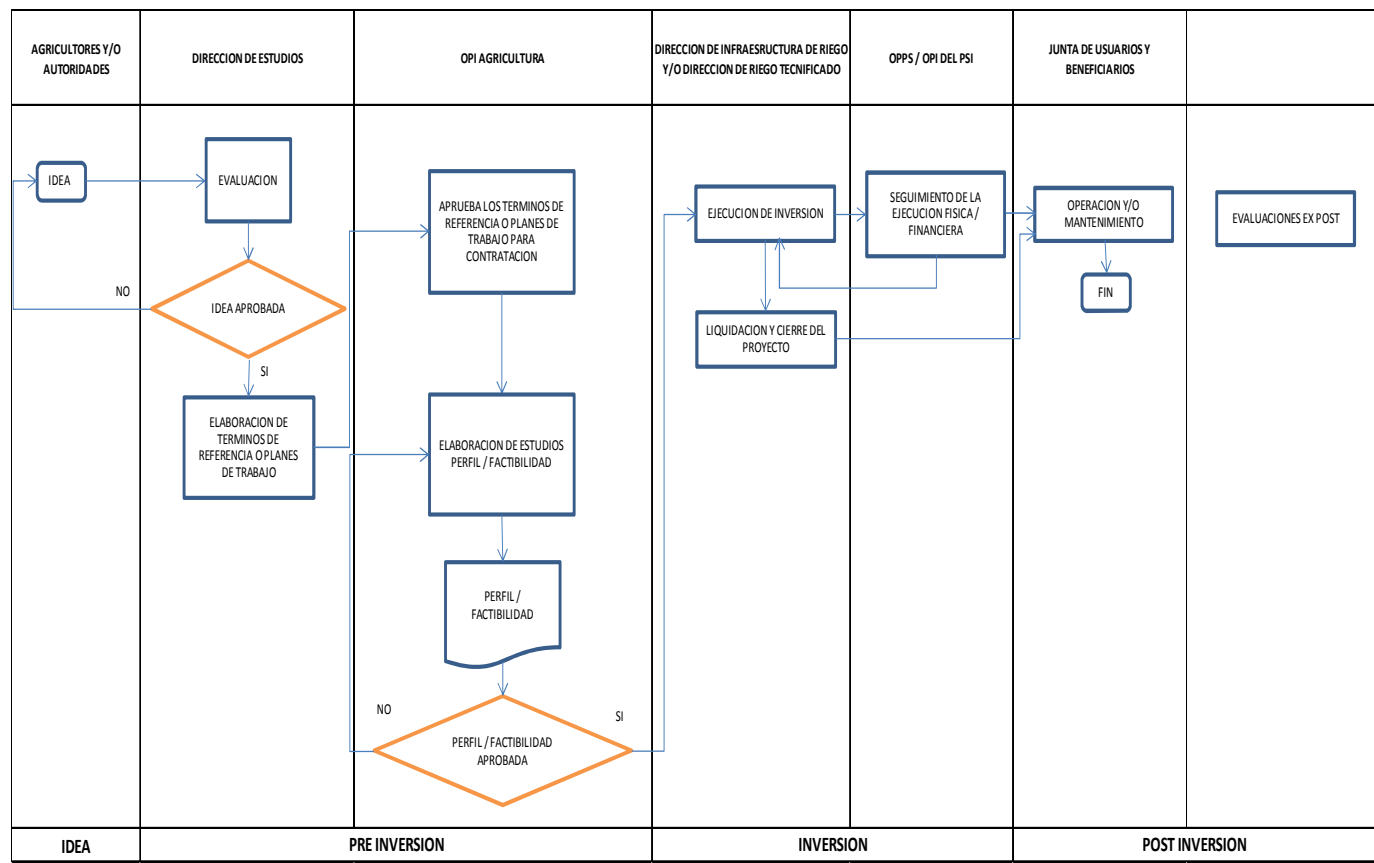 AGRICULTORES Y/O
AUTORIDADES
DIRECCION DE ESTUDIOS
OPI AGRICULTURA
DIRECCION DE INFRAESRUCTURA DE RIEGO
Y/O DIRECCION DE RIEGO TECNIFICADO
OPPS / OPI DEL PSI
JUNTA DE USUARIOS Y
BENEFICIARIOS
IDEA
EVALUACION
IDEA APROBADA
NO
SI
ELABORACION DE
TERMINOS DE
REFERENCIA O PLANES
DE TRABAJO
APRUEBA LOS TERMINOS DE
REFERENCIA O PLANES DE
TRABAJO PARA
CONTRATACION
ELABORACION DE ESTUDIOS
PERFIL / FACTIBILIDAD
PERFIL /
FACTIBILIDAD
NO
SI
PERFIL / FACTIBILIDAD
APROBADA
EJECUCION DE INVERSION
LIQUIDACION Y CIERRE DEL
PROYECTO
SEGUIMIENTO DE LA
EJECUCION FISICA /
FINANCIERA
OPERACION Y/O
MANTENIMIENTO
FIN
EVALUACIONES EX POST
IDEA
PRE INVERSION
INVERSION
POST INVERSION